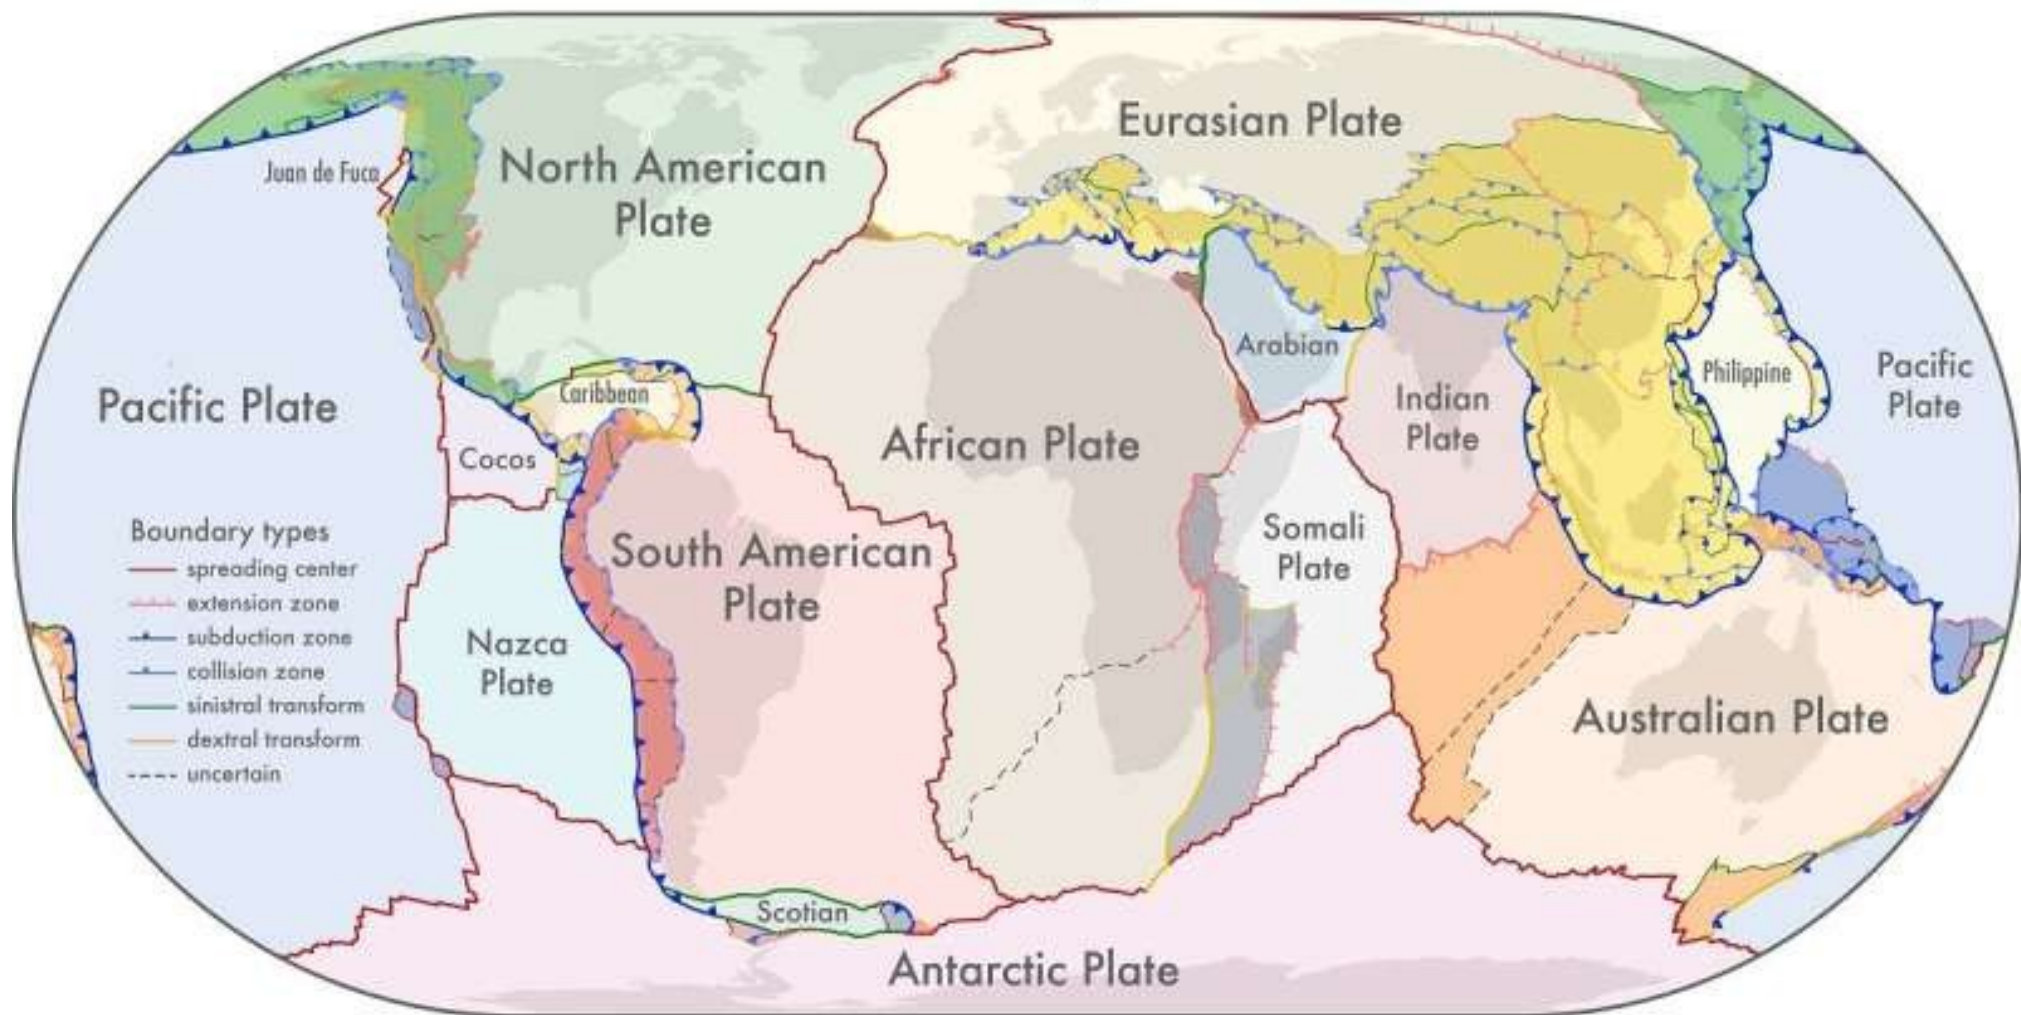 Eurasian Plate
Juan de Fuca
North American
Plate
Arabian
Philippine
Pacific
Plate
Pacific Plate
Caribbean
Indian
Plate
African Plate
Cocos
Somali
Plate
South American
Plate
Boundary types
spreading center
extension zone
subduction zone
collision zone
sinistral transform
dextral transform
uncertain
Nazca
Plate
Australian Plate
Scotian
Antarctic Plate